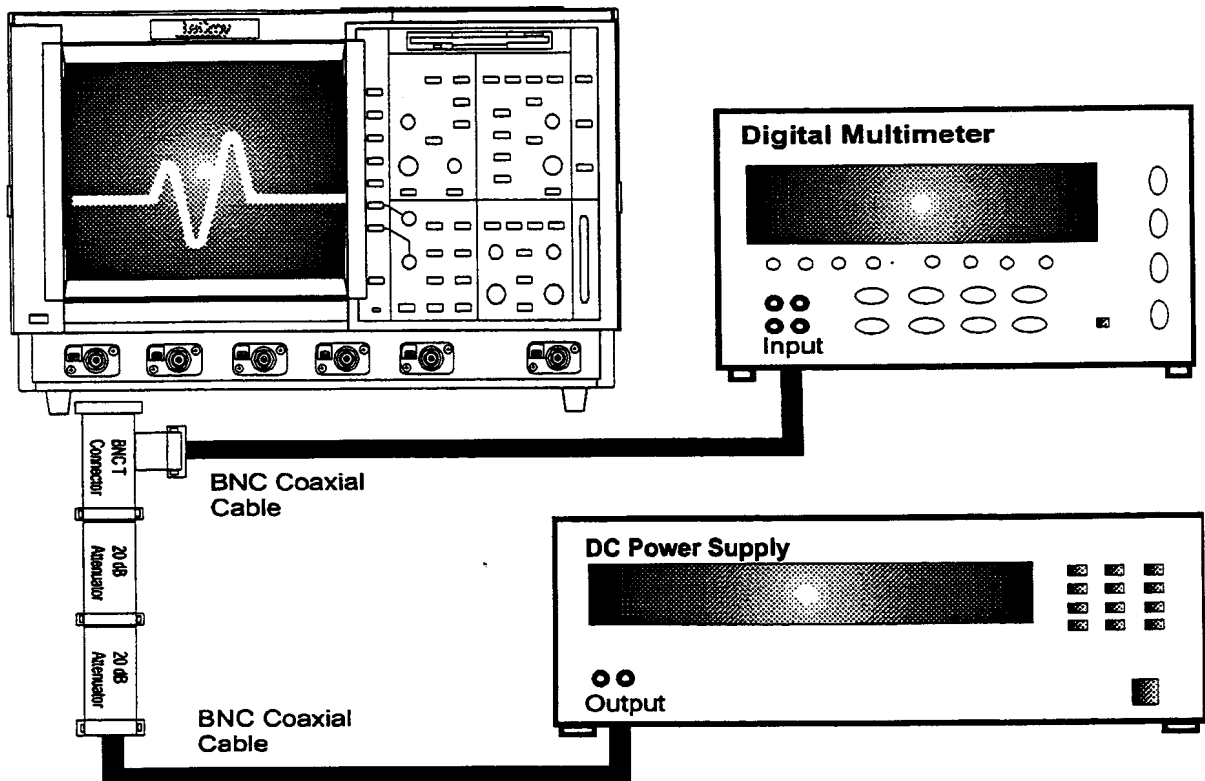 Digital Multimeter
Input
BNC T
Connector
BNC Coaxial
Cable
20 dB
Attenuator
DC Power Supply
20 dB
Attenuator
Output
BNC Coaxial
Cable